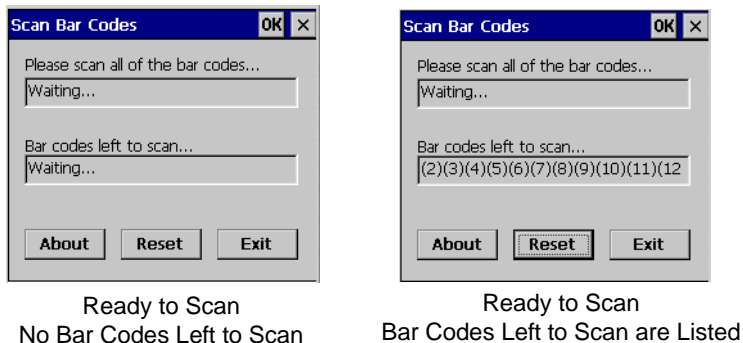 Scan Bar Codes OK ×
Please scan all of the bar codes...
Waiting...
Bar codes left to scan...
Waiting...
About Reset Exit
Ready to Scan
No Bar Codes Left to Scan
Scan Bar Codes OK ×
Please scan all of the bar codes...
Waiting...
Bar codes left to scan...
(2)(3)(4)(5)(6)(7)(8)(9)(10)(11)(12
About Reset Exit
Ready to Scan
Bar Codes Left to Scan are Listed